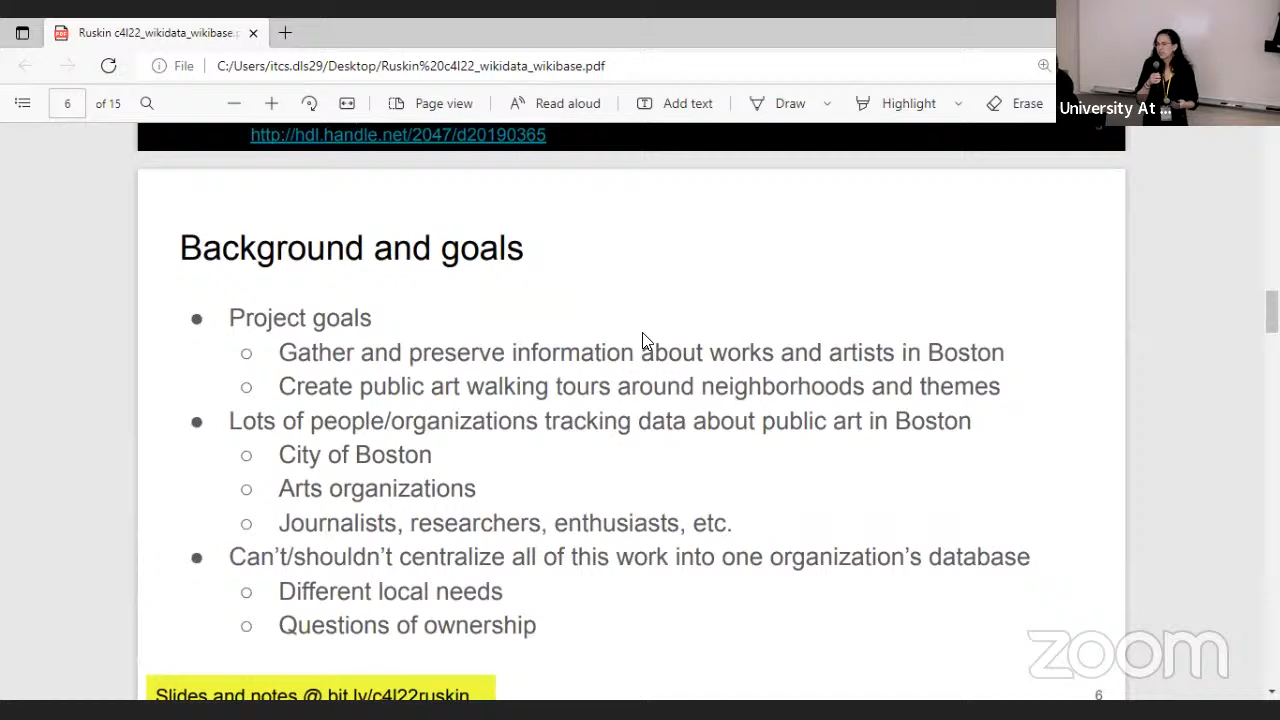 Ruskin c4l22_wikidata_wikibase.p
File
C:/Users/itcs.dls29/Desktop/Ruskin%20c4l22_wikidata_wikibase.pdf
6 of 15
Page view
Read aloud
Add text
Draw
Highlight
Erase
University At ...
http://hdl.handle.net/2047/d20190365
Background and goals
● Project goals
○ Gather and preserve information about works and artists in Boston
○ Create public art walking tours around neighborhoods and themes
● Lots of people/organizations tracking data about public art in Boston
○ City of Boston
○ Arts organizations
○ Journalists, researchers, enthusiasts, etc.
● Can't/shouldn't centralize all of this work into one organization's database
○ Different local needs
○ Questions of ownership
zoom
Slides and notes @ bit.ly/c4l22ruskin
6